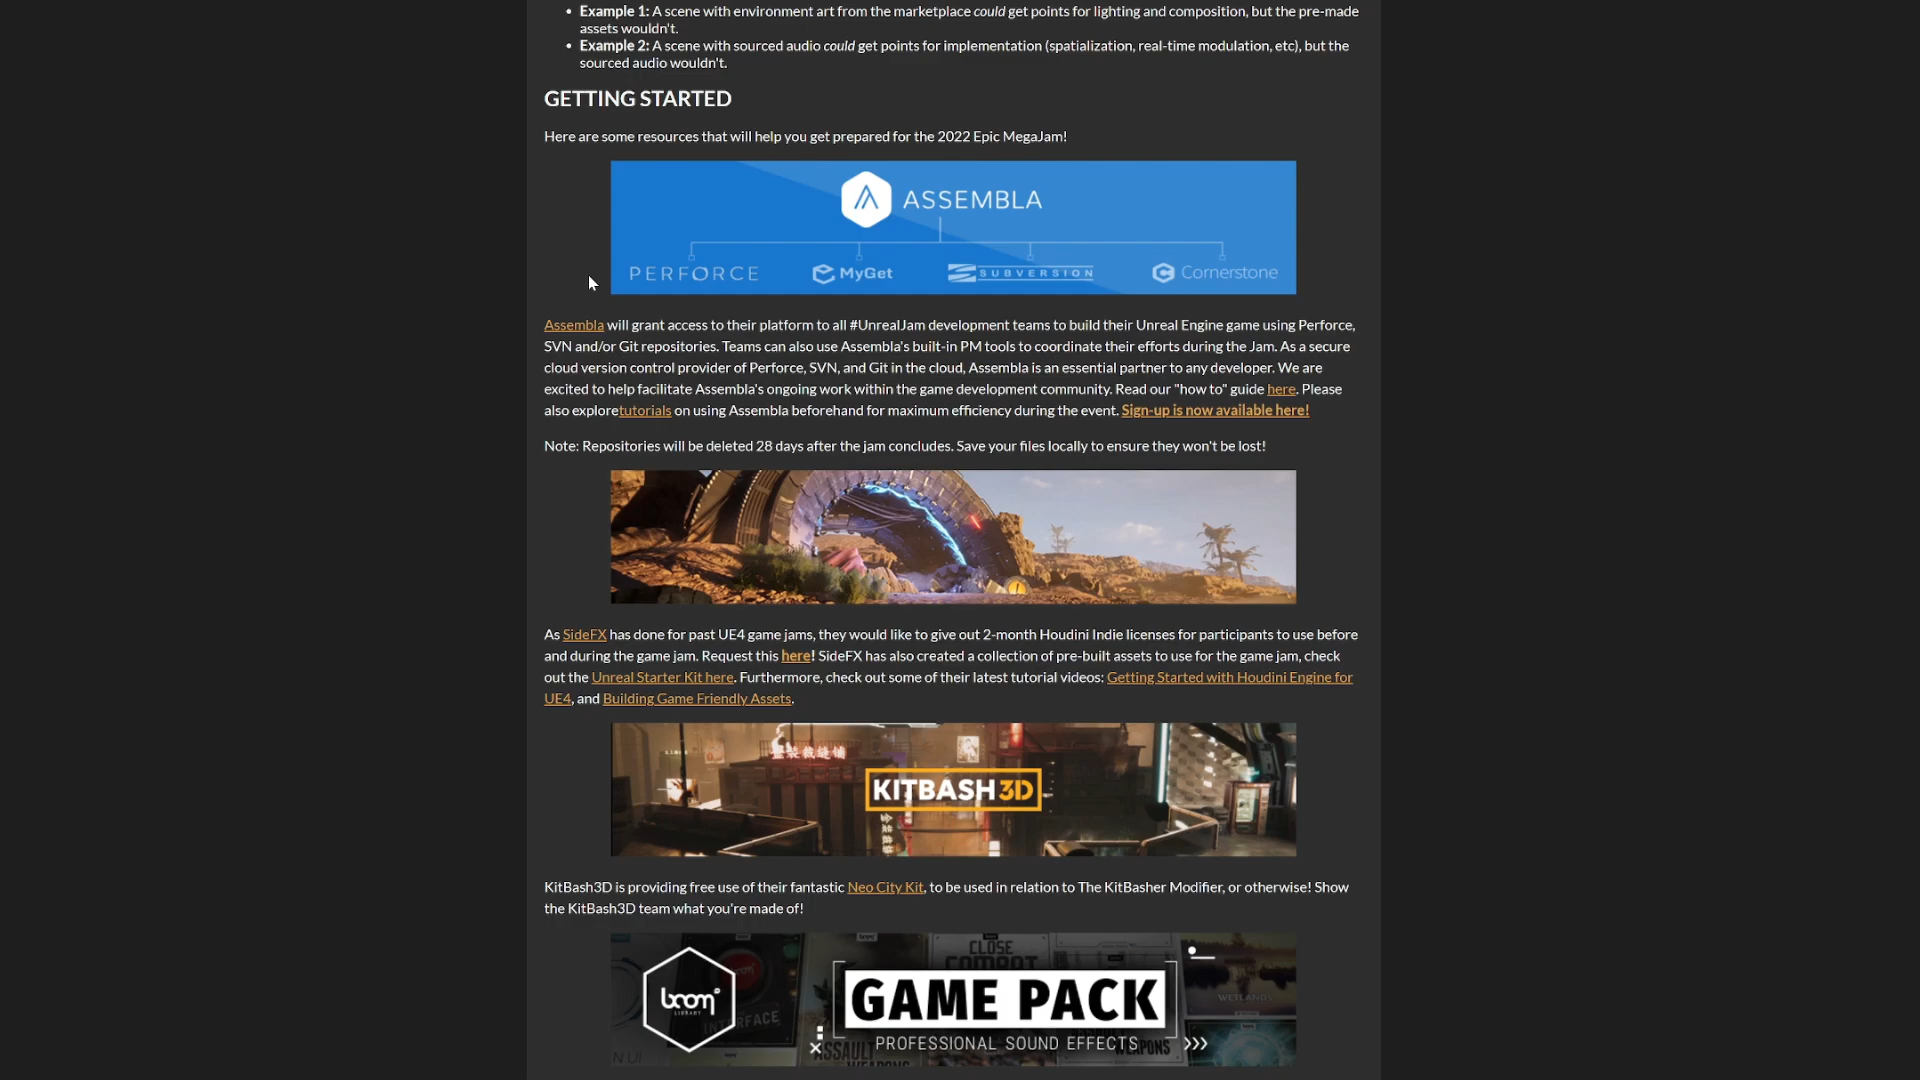 Example 1: A scene with environment art from the marketplace could get points for lighting and composition, but the pre-made
assets wouldn't.
Example 2: A scene with sourced audio could get points for implementation (spatialization, real-time modulation, etc), but the
sourced audio wouldn't.
GETTING STARTED
Here are some resources that will help you get prepared for the 2022 Epic MegaJam!
ASSEMBLA
PERFORCE MyGet SUBVERSION Cornerstone
Assembla will grant access to their platform to all #UnrealJam development teams to build their Unreal Engine game using Perforce,
SVN and/or Git repositories. Teams can also use Assembla's built-in PM tools to coordinate their efforts during the Jam. As a secure
cloud version control provider of Perforce, SVN, and Git in the cloud, Assembla is an essential partner to any developer. We are
excited to help facilitate Assembla's ongoing work within the game development community. Read our "how to" guide here. Please
also exploretutorials on using Assembla beforehand for maximum efficiency during the event. Sign-up is now available here!
Note: Repositories will be deleted 28 days after the jam concludes. Save your files locally to ensure they won't be lost!
As SideFX has done for past UE4 game jams, they would like to give out 2-month Houdini Indie licenses for participants to use before
and during the game jam. Request this here! SideFX has also created a collection of pre-built assets to use for the game jam, check
out the Unreal Starter Kit here. Furthermore, check out some of their latest tutorial videos: Getting Started with Houdini Engine for
UE4, and Building Game Friendly Assets.
KITBASH 3D
KitBash3D is providing free use of their fantastic Neo City Kit, to be used in relation to The KitBasher Modifier, or otherwise! Show
the KitBash3D team what you're made of!
CLOSE
COMBAT
boom
LIBRARY
GAME PACK
WETLANDS
INTERFACE
PROFESSIONAL SOUND EFFECTS
ASSAULT
WEAPONS